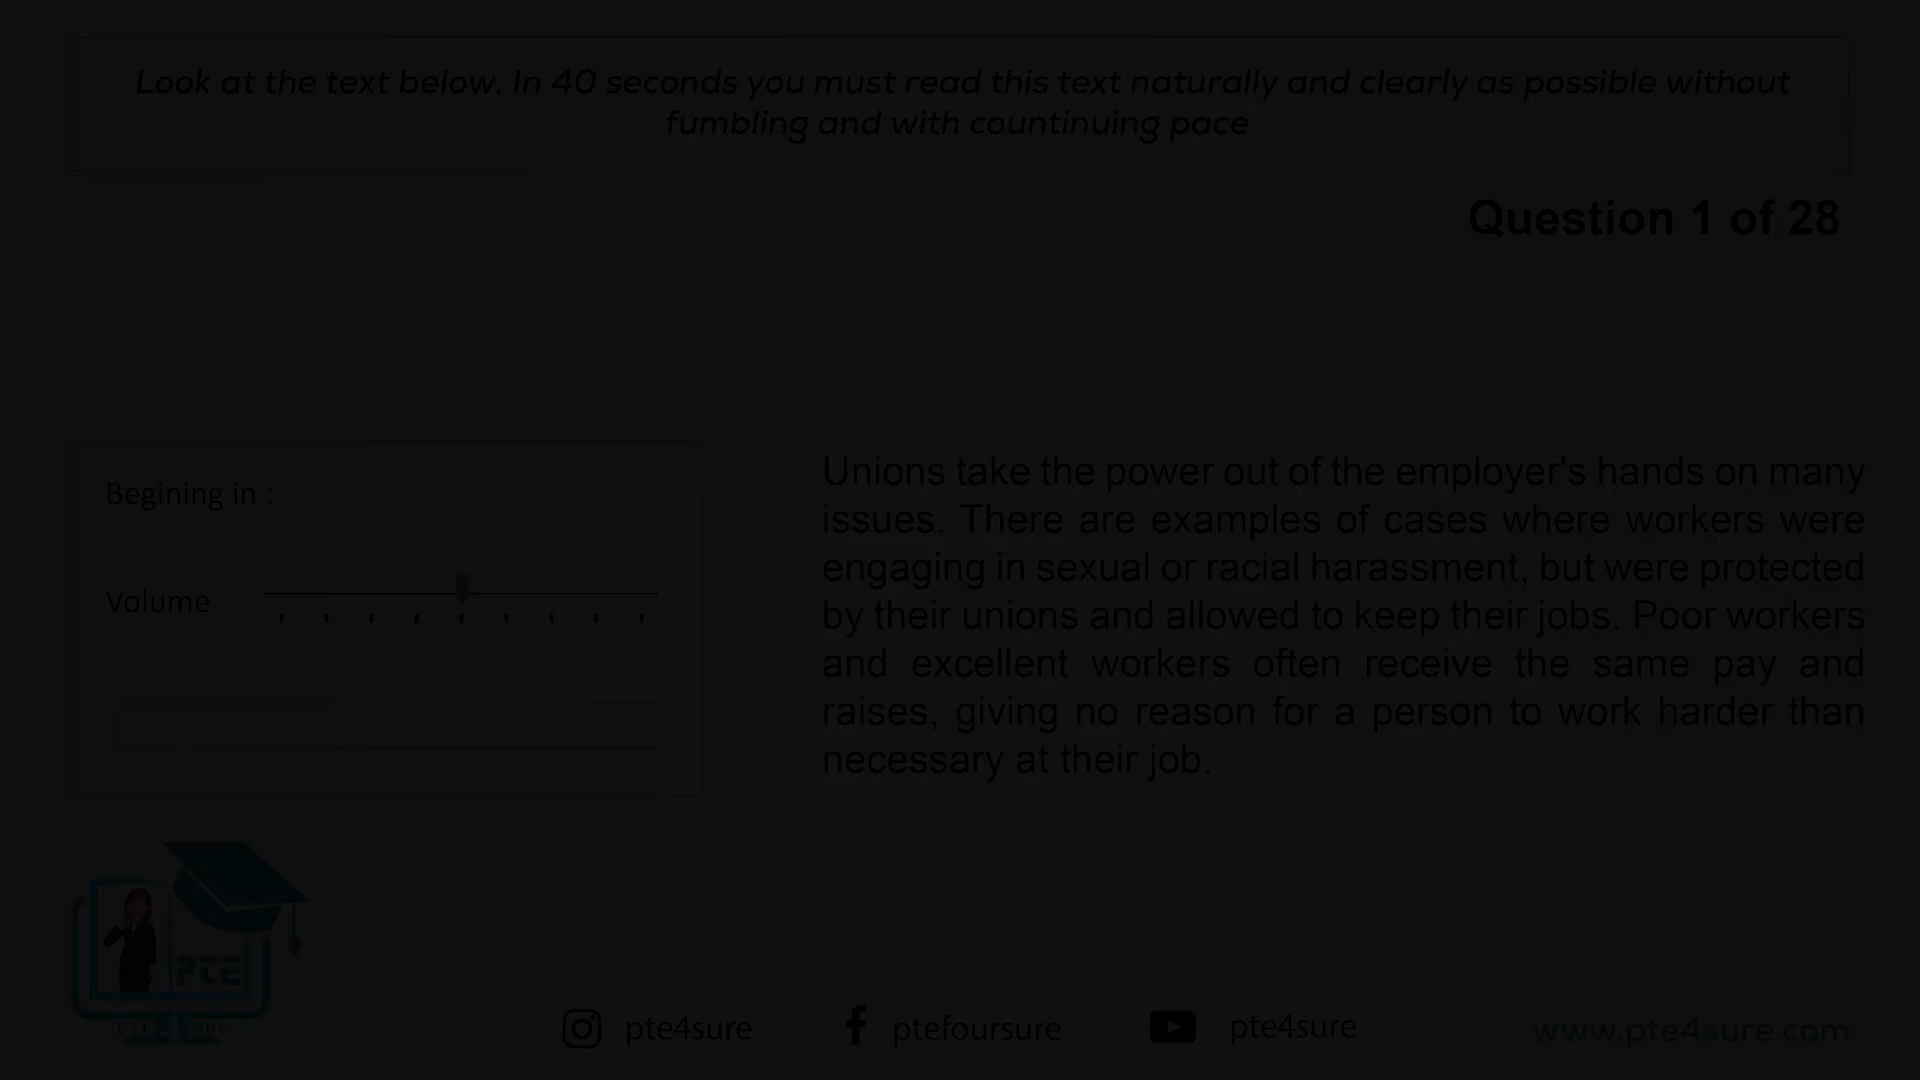 Look at the text below. In 40 seconds you must read this text naturally and clearly as possible without
fumbling and with countinuing pace
Question 1 of 28
Begining in :
Volume
Unions take the power out of the employer's hands on many
issues. There are examples of cases where workers were
engaging in sexual or racial harassment, but were protected
by their unions and allowed to keep their jobs. Poor workers
and excellent workers often receive the same pay and
raises, giving no reason for a person to work harder than
necessary at their job.
PTE
pte4sure
ptefoursure
pte4sure
www.pte4sure.com